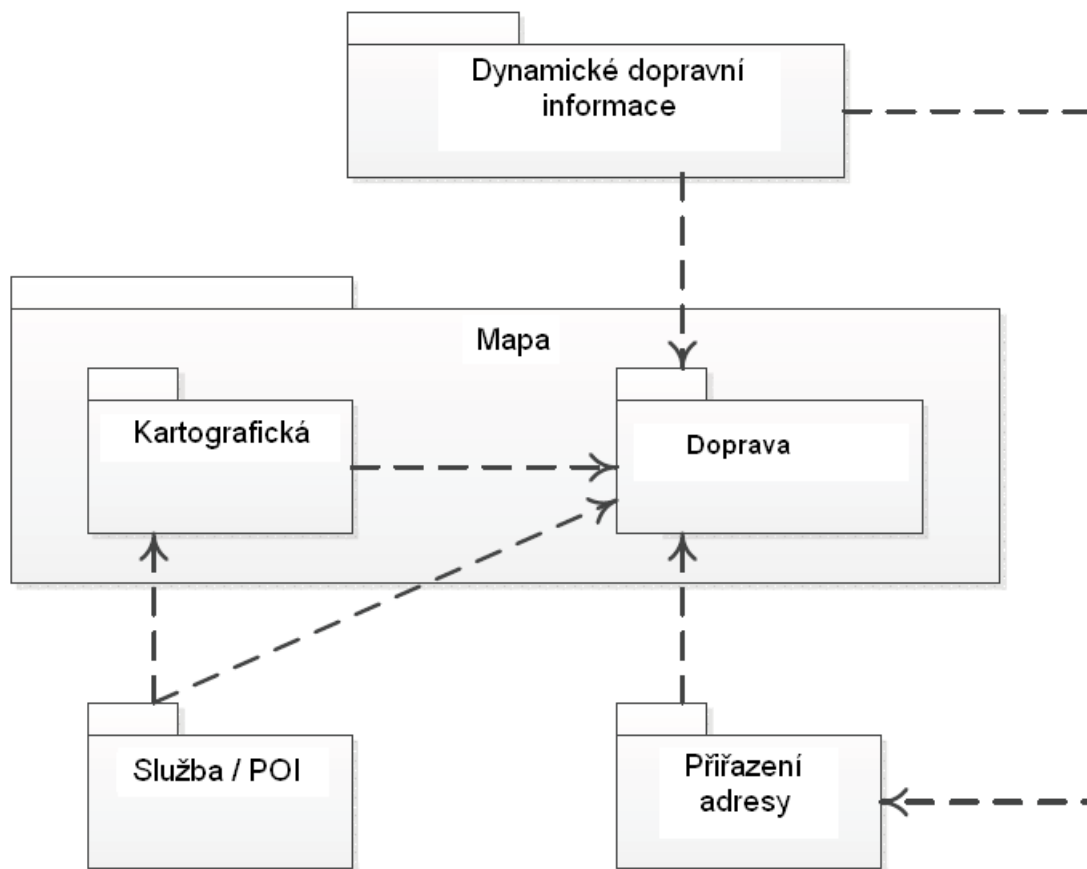 Dynamické dopravní
informace
Mapa
Kartografická
Doprava
Služba / POI
Přiřazení
adresy